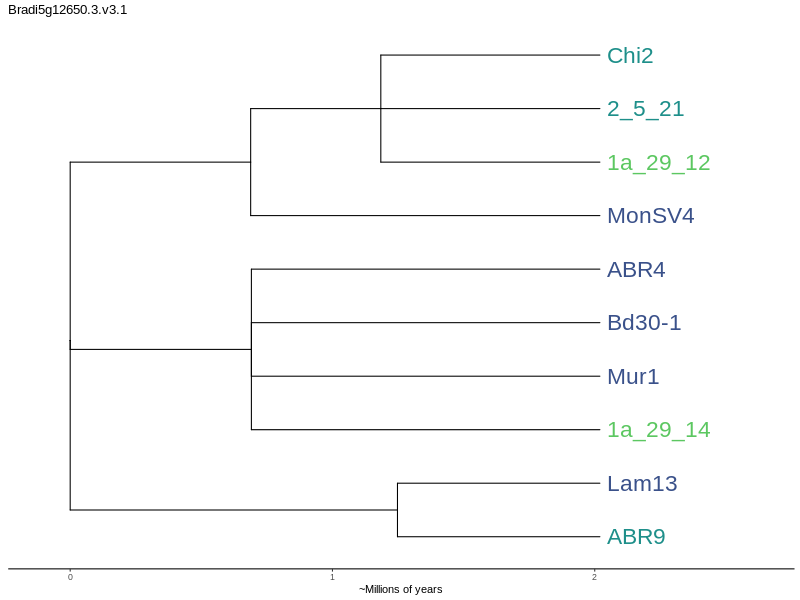 Bradi5g12650.3.v3.1
Chi2
2_5_21
1a_29_12
MonSV4
ABR4
Bd30-1
Mur1
1a_29_14
Lam13
ABR9
0 1 2
~Millions of years